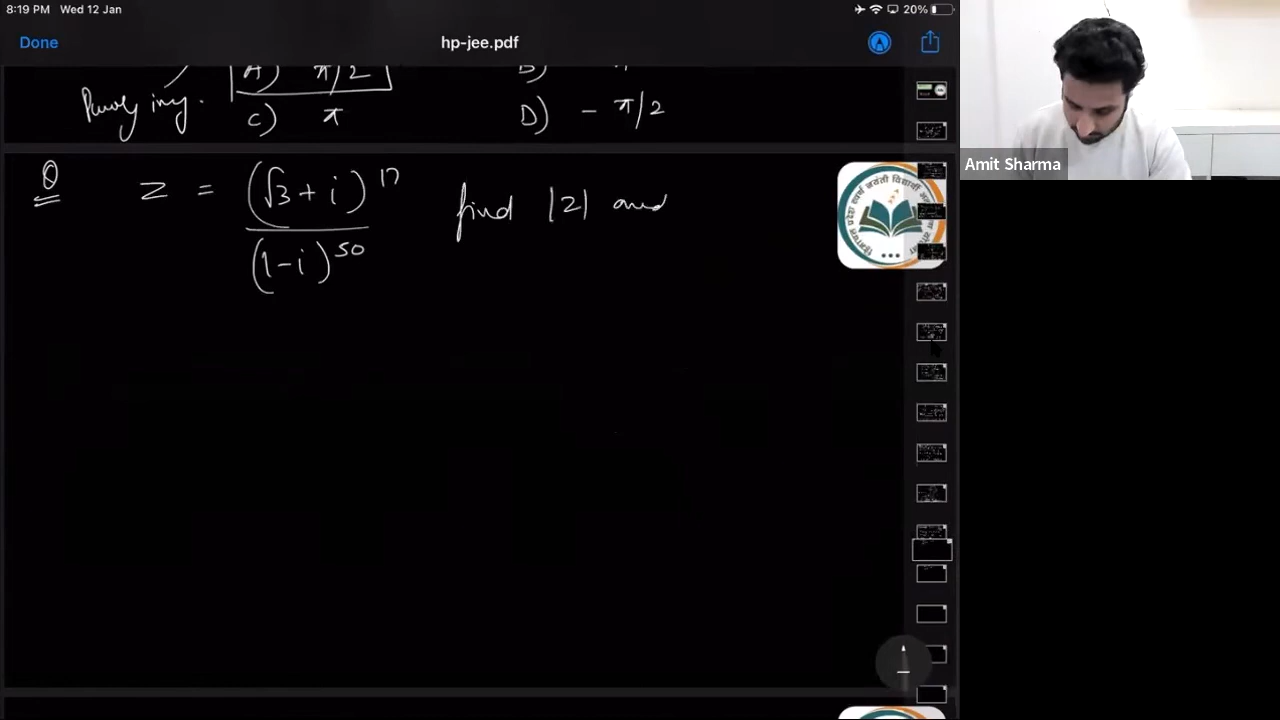 8:19 PM Wed 12 Jan
20%
Done
hp-jee.pdf
A) π/2
B)
Purely img.
C) π
D) - π/2
Q
z = (√3 + i)^17 / (1-i)^50 find |z| and
Amit Sharma